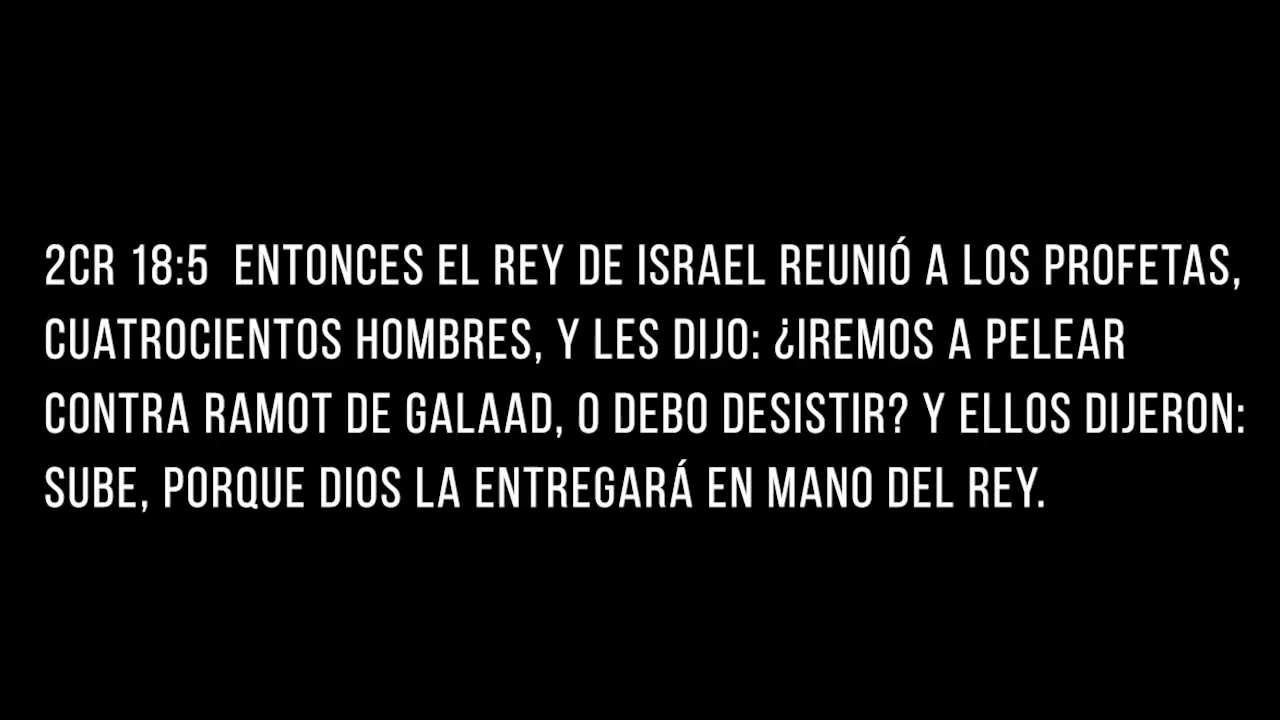 2CR 18:5  ENTONCES EL REY DE ISRAEL REUNIÓ A LOS PROFETAS,
CUATROCIENTOS HOMBRES, Y LES DIJO: ¿IREMOS A PELEAR
CONTRA RAMOT DE GALAAD, O DEBO DESISTIR? Y ELLOS DIJERON:
SUBE, PORQUE DIOS LA ENTREGARÁ EN MANO DEL REY.